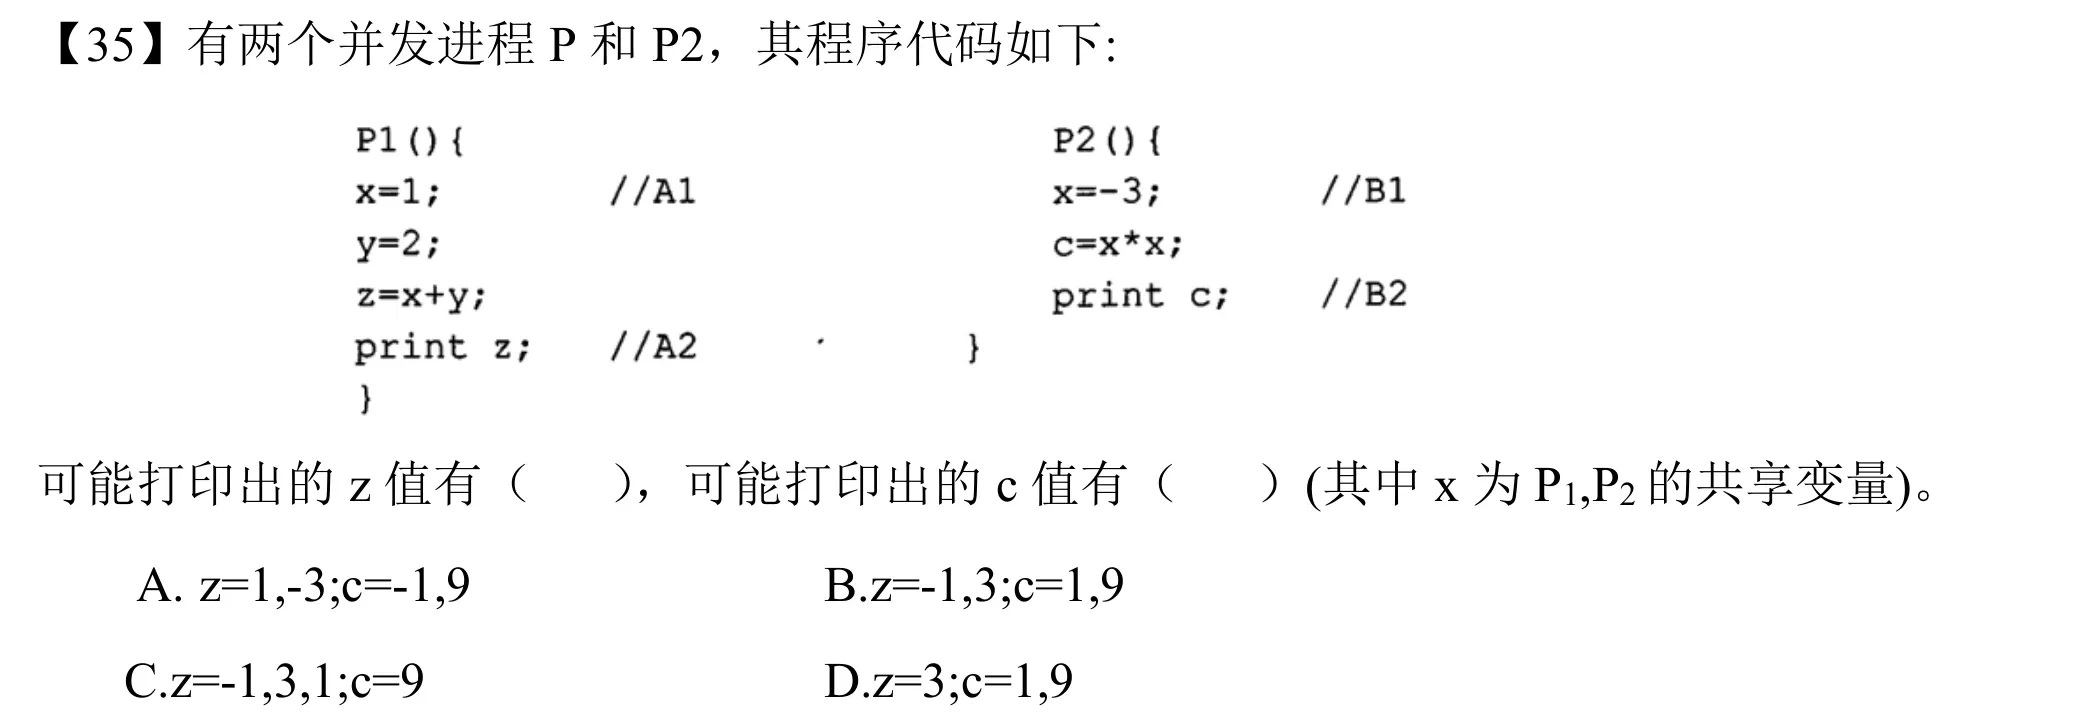 【35】有两个并发进程 P 和 P2，其程序代码如下:
P1(){ P2(){
x=1; //A1 x=-3; //B1
y=2; c=x*x;
z=x+y; print c; //B2
print z; //A2 }
}
可能打印出的 z 值有（ ），可能打印出的 c 值有（ ）(其中 x 为 P₁,P₂ 的共享变量)。
A. z=1,-3;c=-1,9 B.z=-1,3;c=1,9
C.z=-1,3,1;c=9 D.z=3;c=1,9